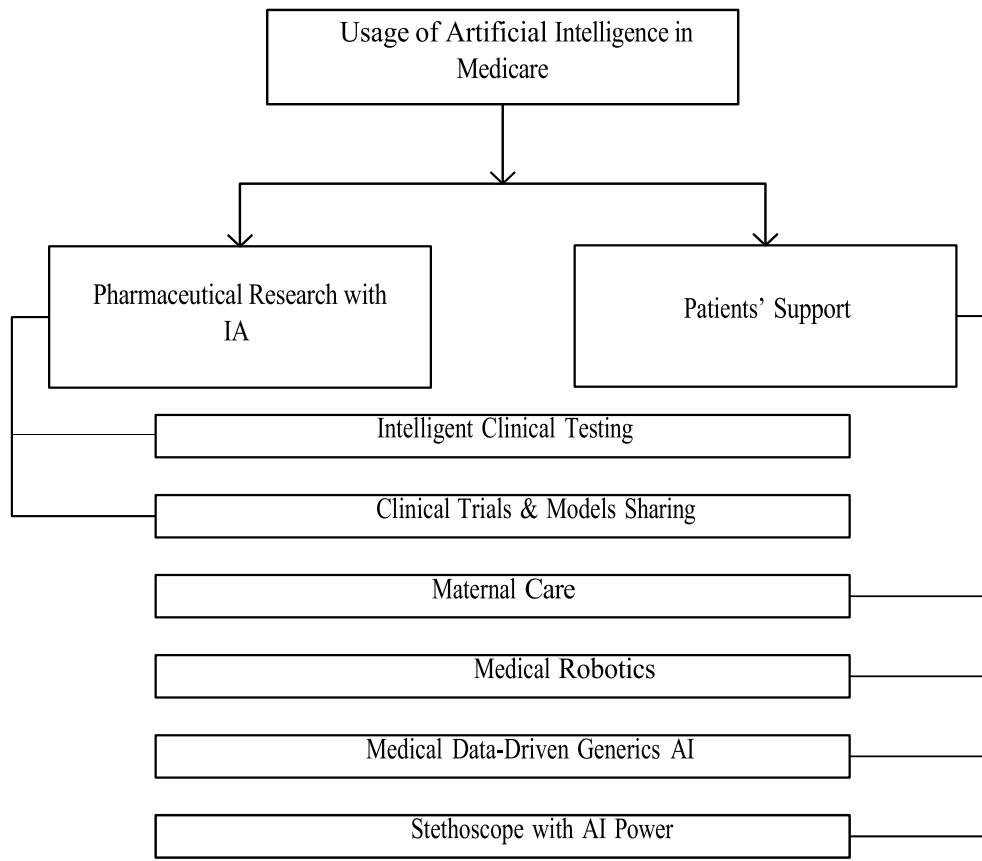 Usage of Artificial Intelligence in
Medicare
Pharmaceutical Research with
IA
Patients’ Support
Intelligent Clinical Testing
Clinical Trials & Models Sharing
Maternal Care
Medical Robotics
Medical Data-Driven Generics AI
Stethoscope with AI Power